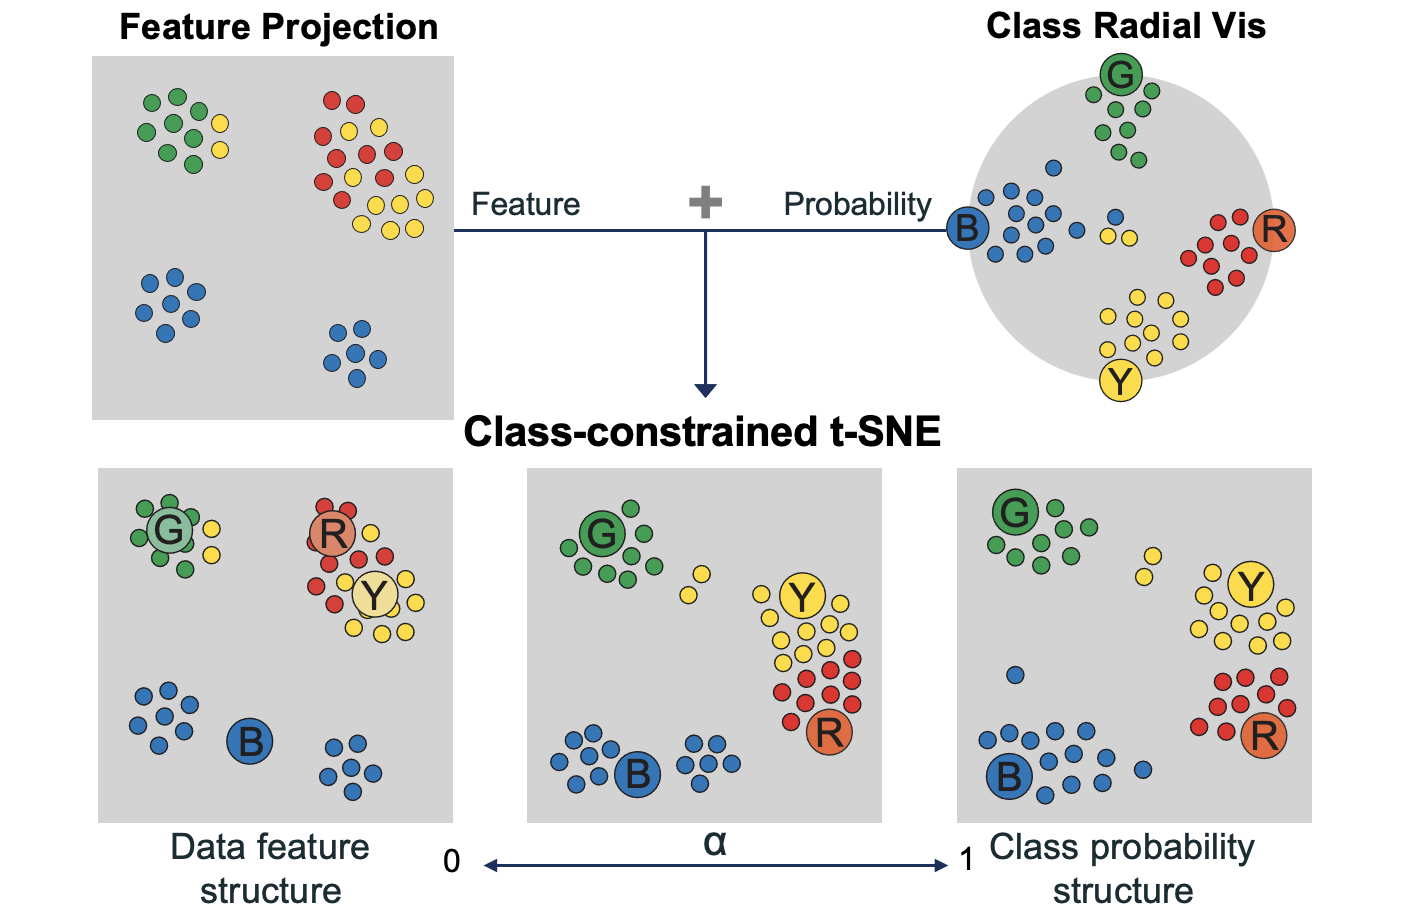 Feature Projection
Class Radial Vis
G
B
R
Y
Feature
+
Probability
Class-constrained t-SNE
G
R
Y
B
G
Y
B
R
G
Y
B
R
Data feature
structure
0
α
1
Class probability
structure